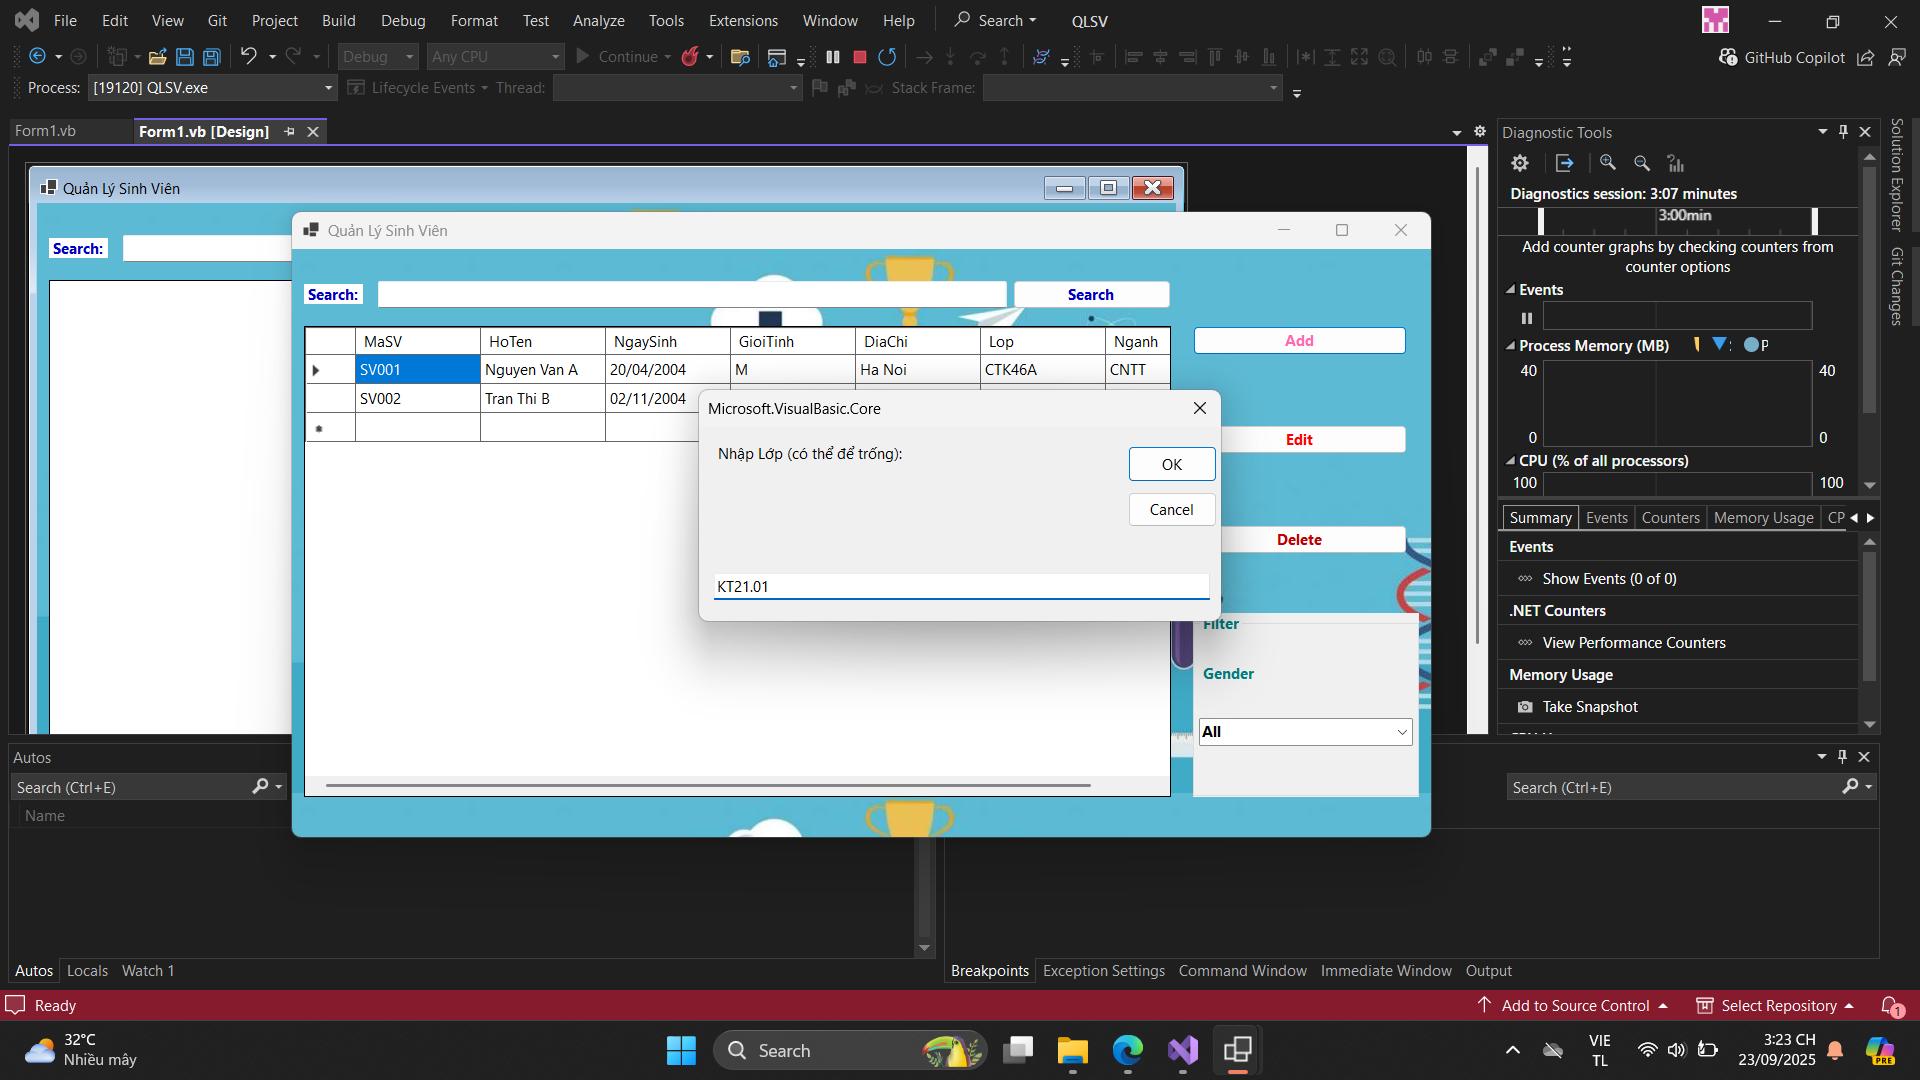 File Edit View Git Project Build Debug Format Test Analyze Tools Extensions Window Help Search QLSV
Debug Any CPU Continue GitHub Copilot
Process: [19120] QLSV.exe Lifecycle Events Thread: Stack Frame:
Form1.vb Form1.vb [Design]
Quản Lý Sinh Viên
Search:
Quản Lý Sinh Viên
Search: Search
MaSV HoTen NgaySinh GioiTinh DiaChi Lop Nganh
SV001 Nguyen Van A 20/04/2004 M Ha Noi CTK46A CNTT
SV002 Tran Thi B 02/11/2004
Add
Edit
Delete
Filter
Gender
All
Microsoft.VisualBasic.Core
Nhập Lớp (có thể để trống):
OK
Cancel
KT21.01
Diagnostic Tools
Diagnostics session: 3:07 minutes
3:00min
Add counter graphs by checking counters from
counter options
Events
Process Memory (MB) P
40 40
0 0
CPU (% of all processors)
100 100
Summary Events Counters Memory Usage CP
Events
Show Events (0 of 0)
.NET Counters
View Performance Counters
Memory Usage
Take Snapshot
Solution Explorer
Git Changes
Autos
Search (Ctrl+E)
Name
Search (Ctrl+E)
Autos Locals Watch 1
Breakpoints Exception Settings Command Window Immediate Window Output
Ready Add to Source Control Select Repository 1
32°C
Nhiều mây
Search
VIE
TL
3:23 CH
23/09/2025
PRE